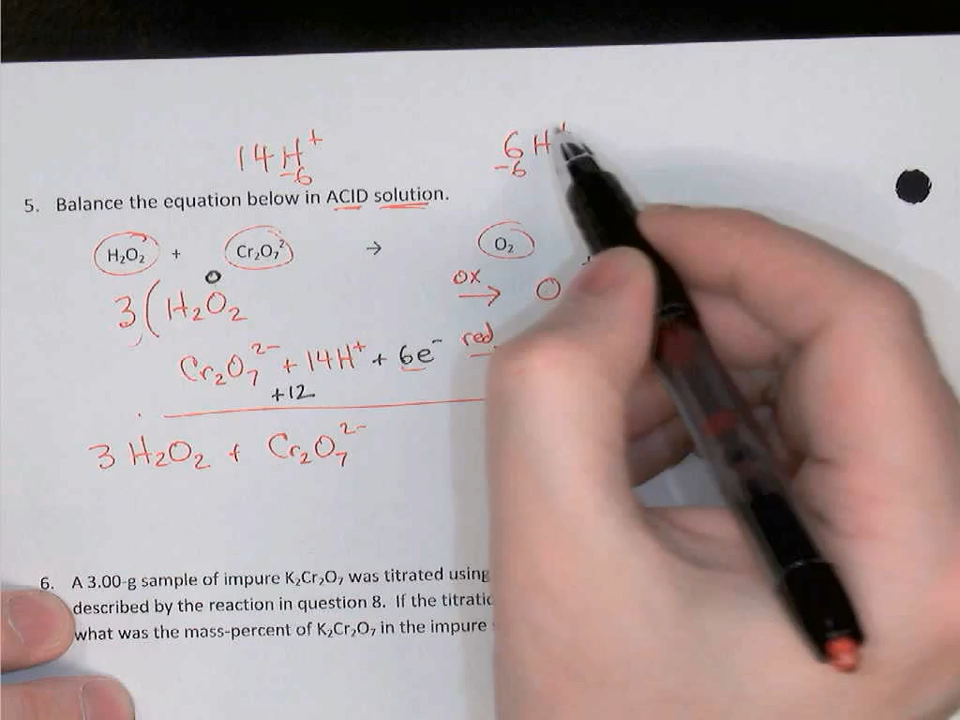 14H⁺ 6H⁺
-6 -6
5. Balance the equation below in ACID solution.
H₂O₂ + Cr₂O₇²⁻ → O₂
0 ox → O
3(H₂O₂
Cr₂O₇²⁻ + 14H⁺ + 6e⁻ red
+12
3 H₂O₂ + Cr₂O₇²⁻
6. A 3.00-g sample of impure K₂Cr₂O₇ was titrated using
described by the reaction in question 8. If the
what was the mass-percent of K₂Cr₂O₇ in the impure